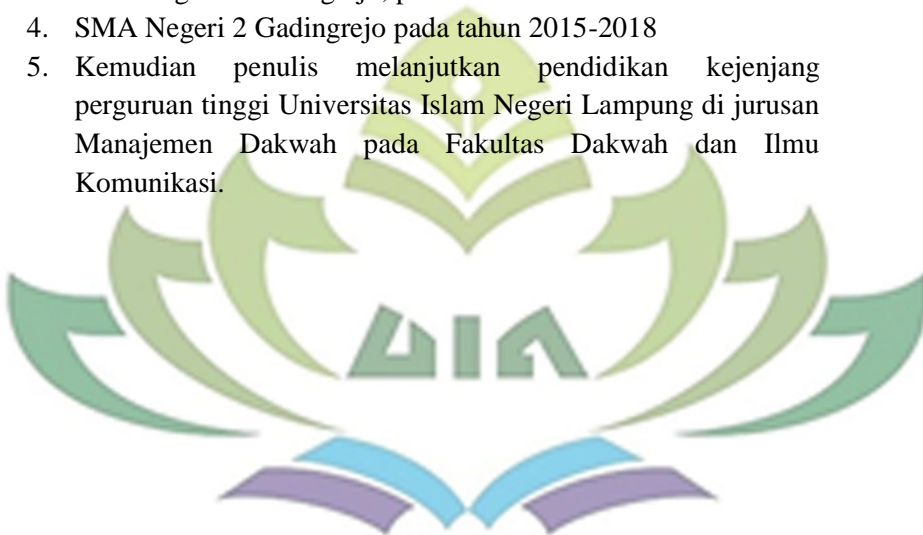 4. SMA Negeri 2 Gadingrejo pada tahun 2015-2018
5. Kemudian penulis melanjutkan pendidikan kejenjang
perguruan tinggi Universitas Islam Negeri Lampung di jurusan
Manajemen Dakwah pada Fakultas Dakwah dan Ilmu
Komunikasi.
UIN